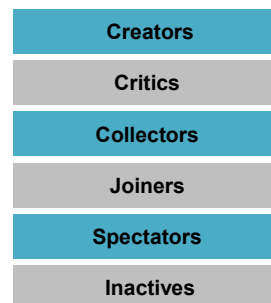 Creators
Critics
Collectors
Joiners
Spectators
Inactives